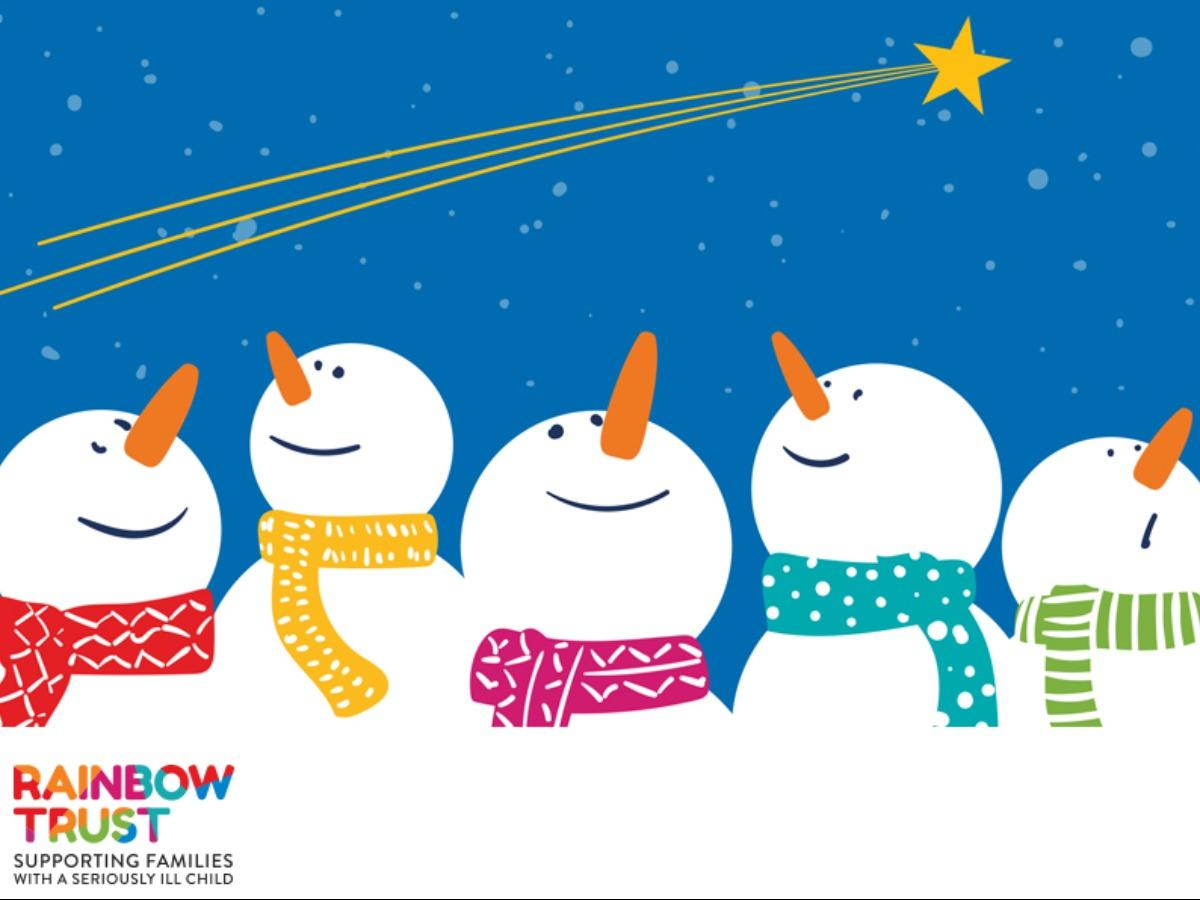 RAINBOW
TRUST
SUPPORTING FAMILIES
WITH A SERIOUSLY ILL CHILD